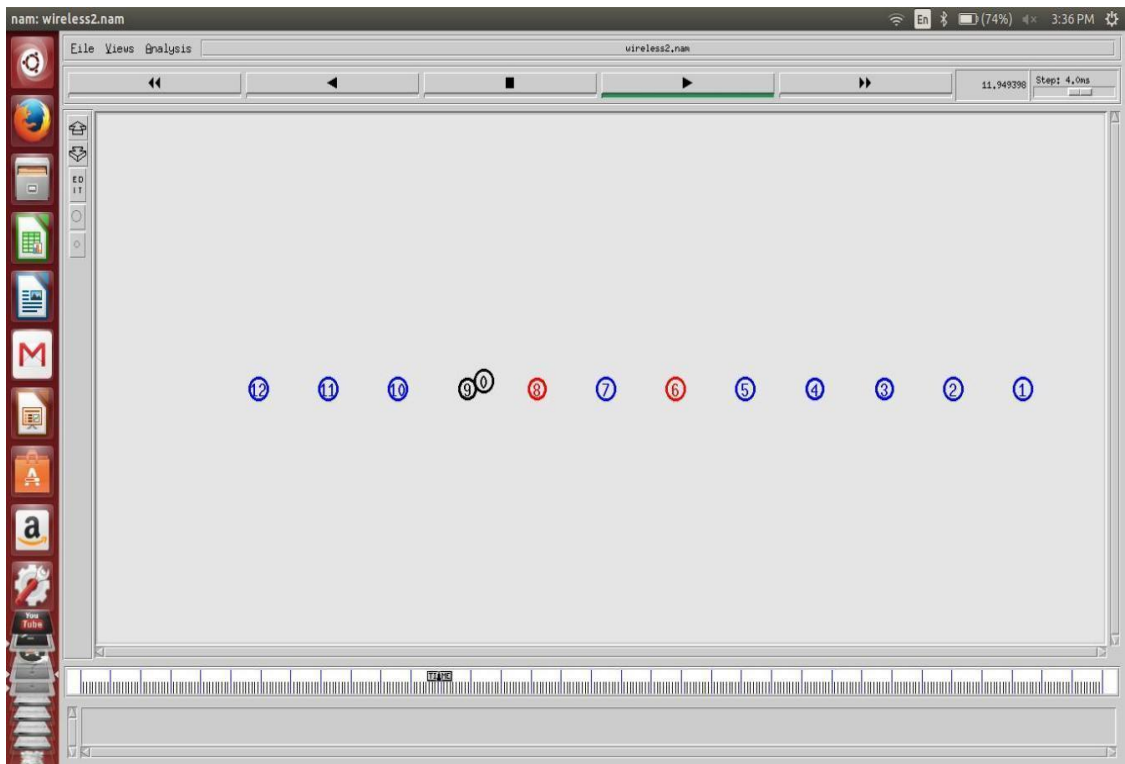 nam: wireless2.nam
En (74%) 3:36 PM
File Views Analysis wireless2.nam
11.949398 Step: 4.0ms
ED
IT
12 11 10 9 0 8 7 6 5 4 3 2 1
M
A
a
You
Tube
TIME